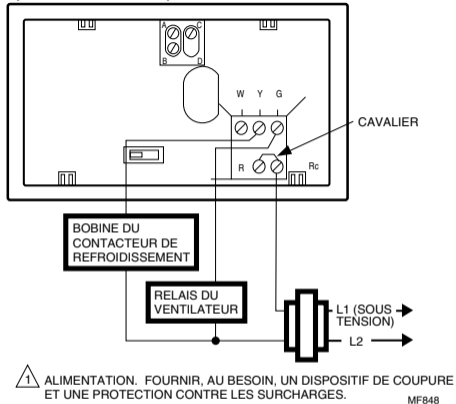 A C
B D
W Y G
CAVALIER
R Rc
BOBINE DU
CONTACTEUR DE
REFROIDISSEMENT
RELAIS DU
VENTILATEUR
L1 (SOUS
TENSION)
L2
1 ALIMENTATION. FOURNIR, AU BESOIN, UN DISPOSITIF DE COUPURE
ET UNE PROTECTION CONTRE LES SURCHARGES.
MF848